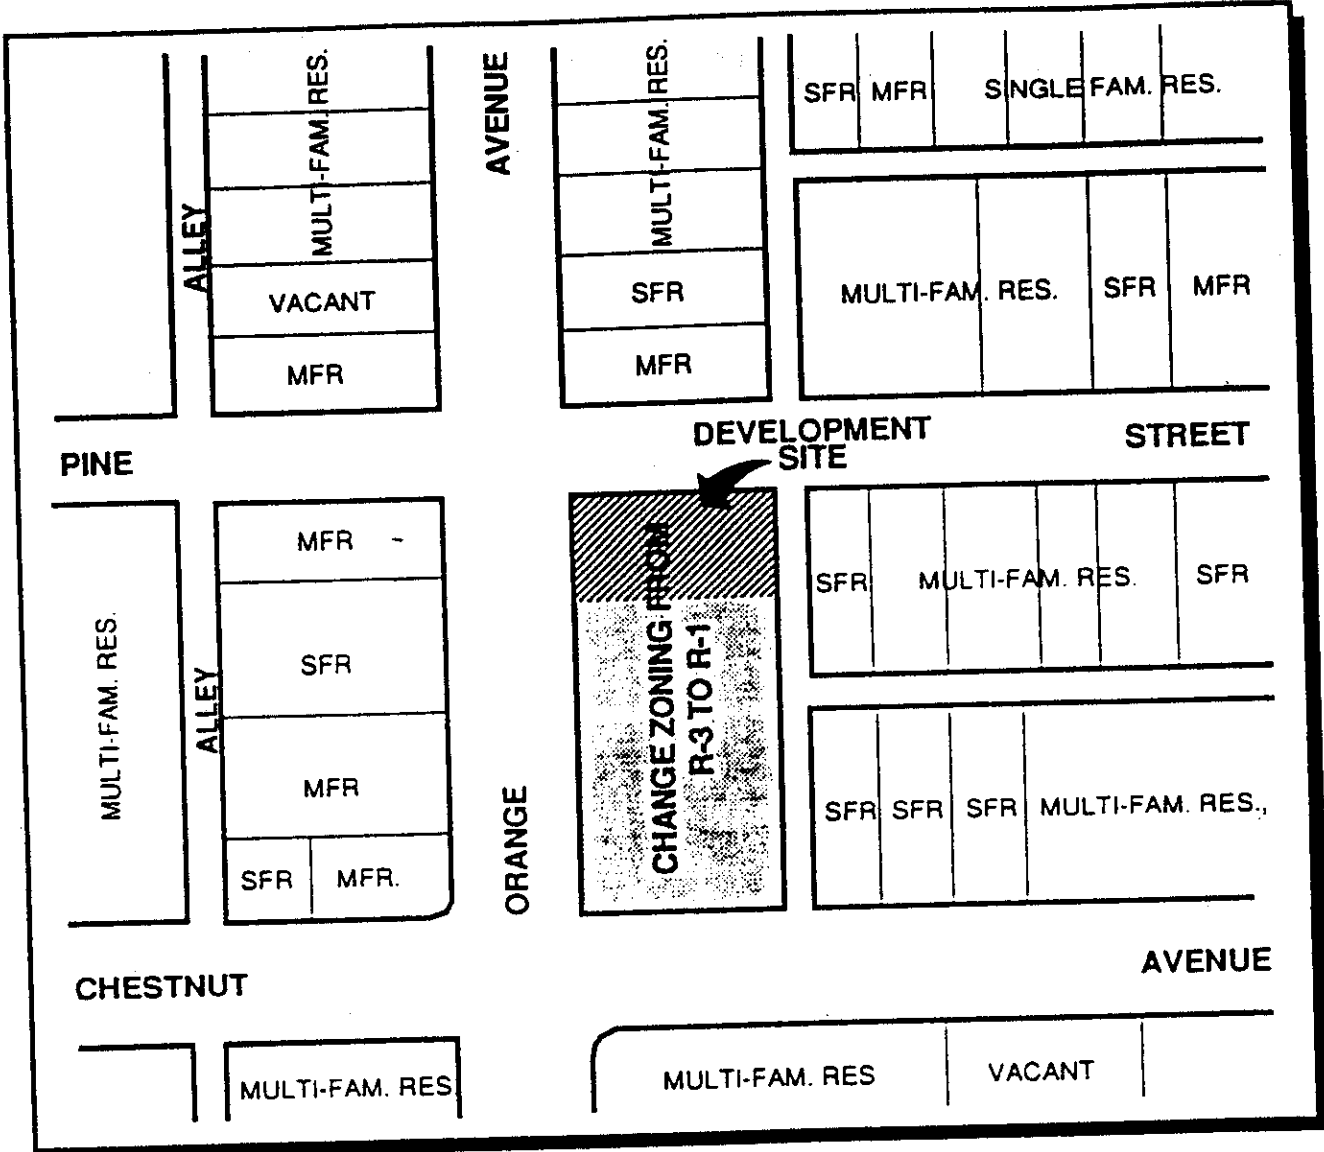 MULTI-FAM. RES.
AVENUE
MULTI-FAM. RES.
SFR MFR SINGLE FAM. RES.
ALLEY
VACANT
SFR
MULTI-FAM. RES. SFR MFR
MFR
MFR
DEVELOPMENT
SITE
STREET
PINE
MFR -
SFR MULTI-FAM. RES. SFR
MULTI-FAM. RES.
ALLEY
SFR
CHANGE ZONING FROM
R-3 TO R-1
MFR
ORANGE
SFR SFR SFR MULTI-FAM. RES.,
SFR MFR.
CHESTNUT
AVENUE
MULTI-FAM. RES
MULTI-FAM. RES
VACANT